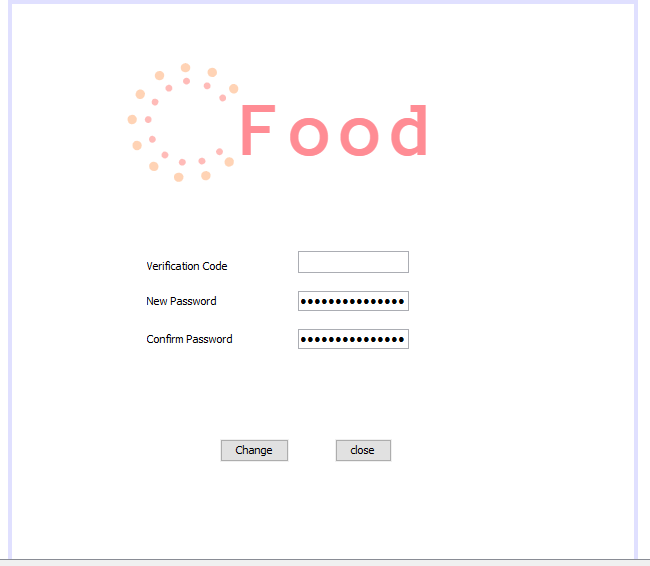 Food
Verification Code
New Password •••••••••••••••
Confirm Password •••••••••••••••
Change close